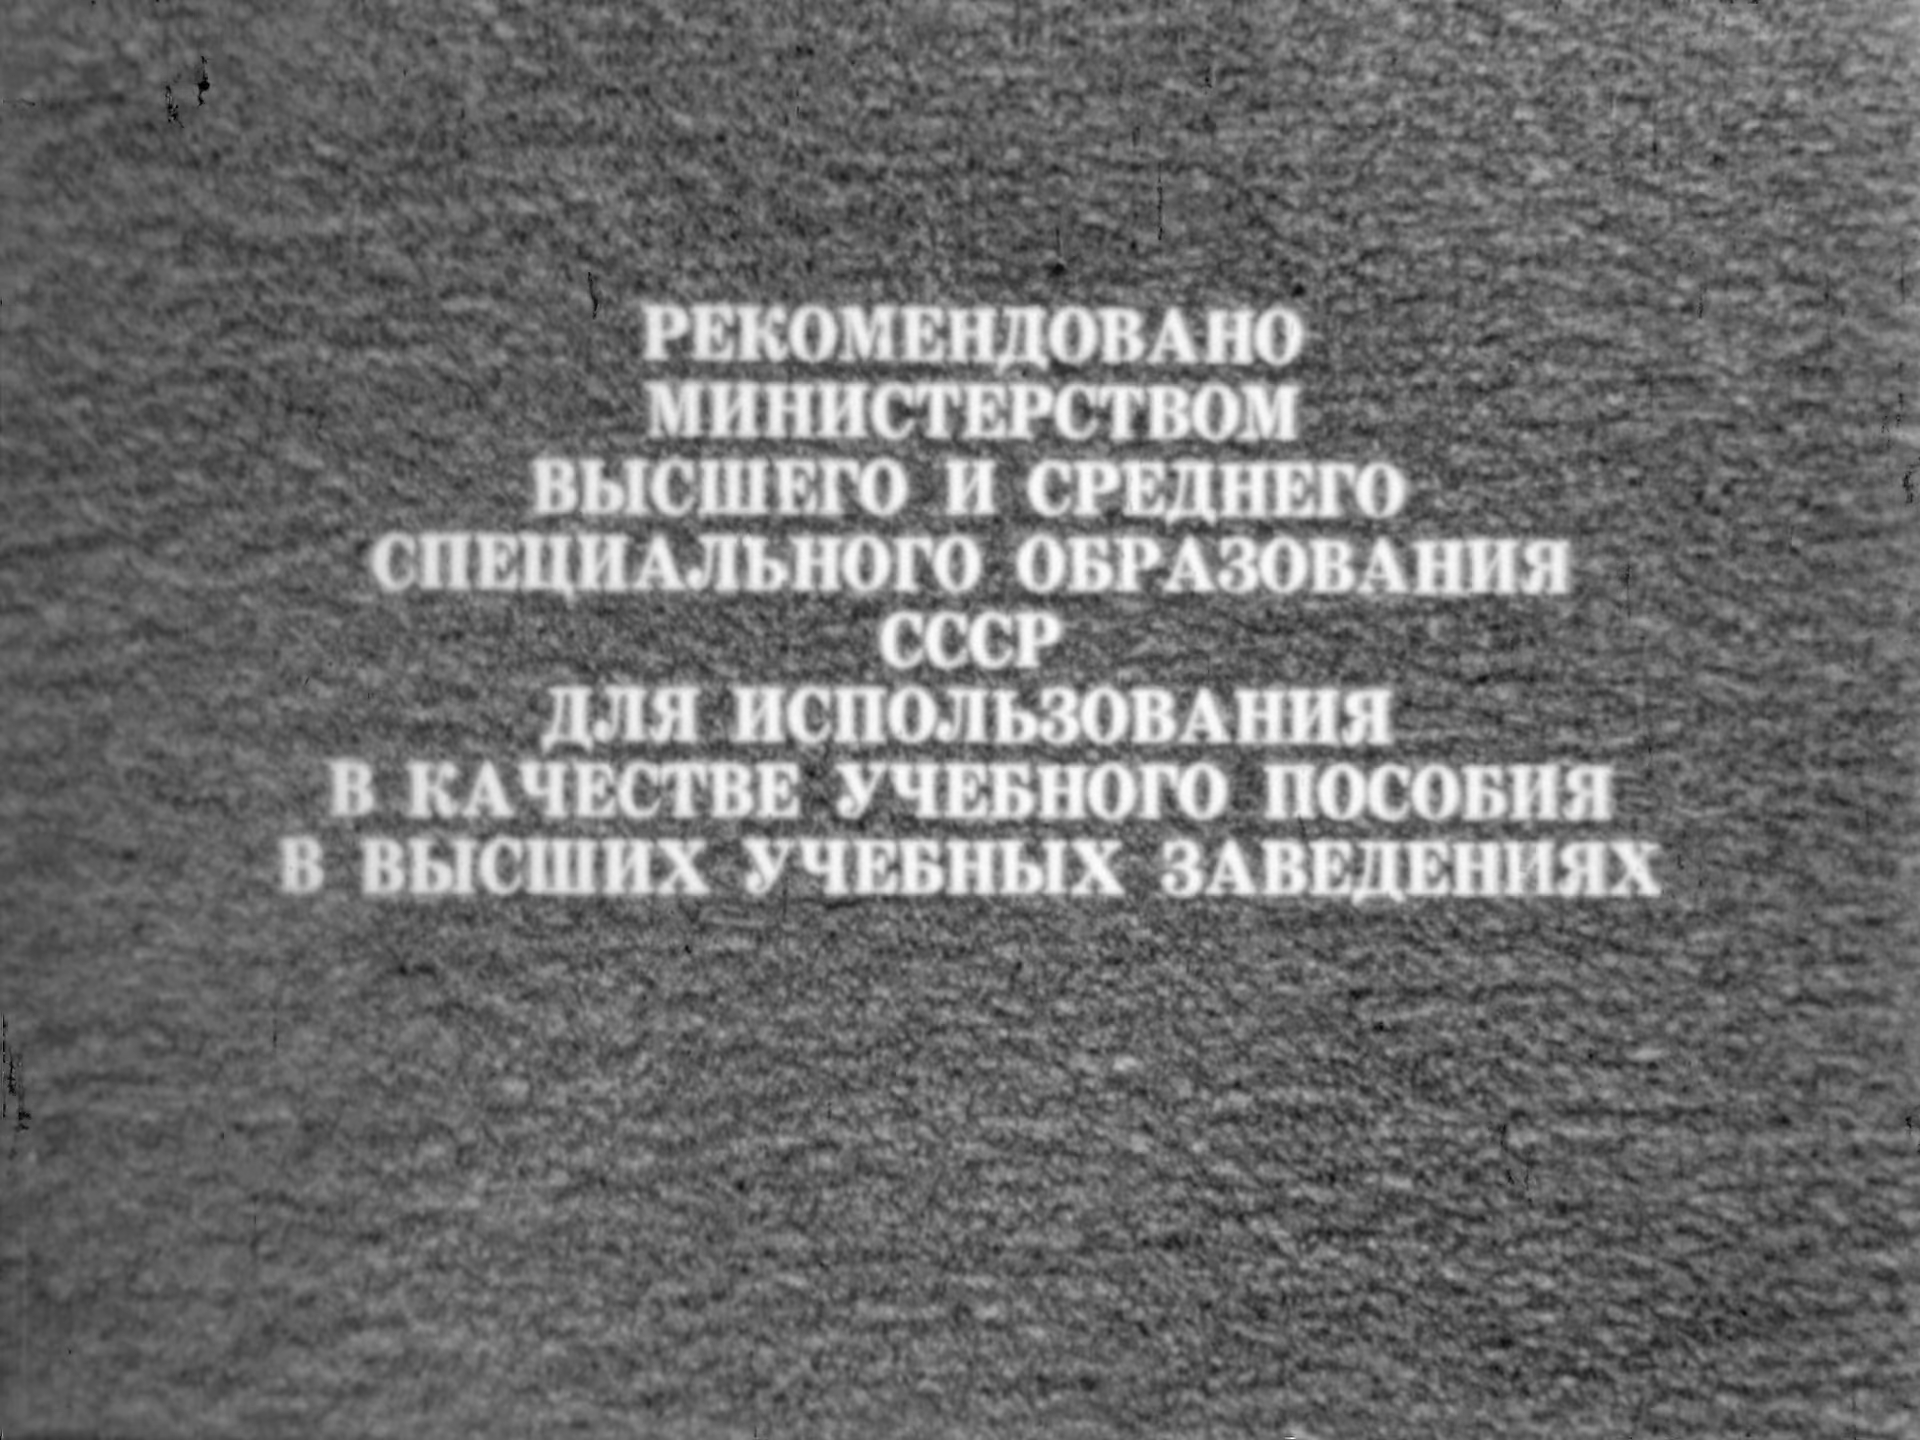 РЕКОМЕНДОВАНО
МИНИСТЕРСТВОМ
ВЫСШЕГО И СРЕДНЕГО
СПЕЦИАЛЬНОГО ОБРАЗОВАНИЯ
СССР
ДЛЯ ИСПОЛЬЗОВАНИЯ
В КАЧЕСТВЕ УЧЕБНОГО ПОСОБИЯ
В ВЫСШИХ УЧЕБНЫХ ЗАВЕДЕНИЯХ